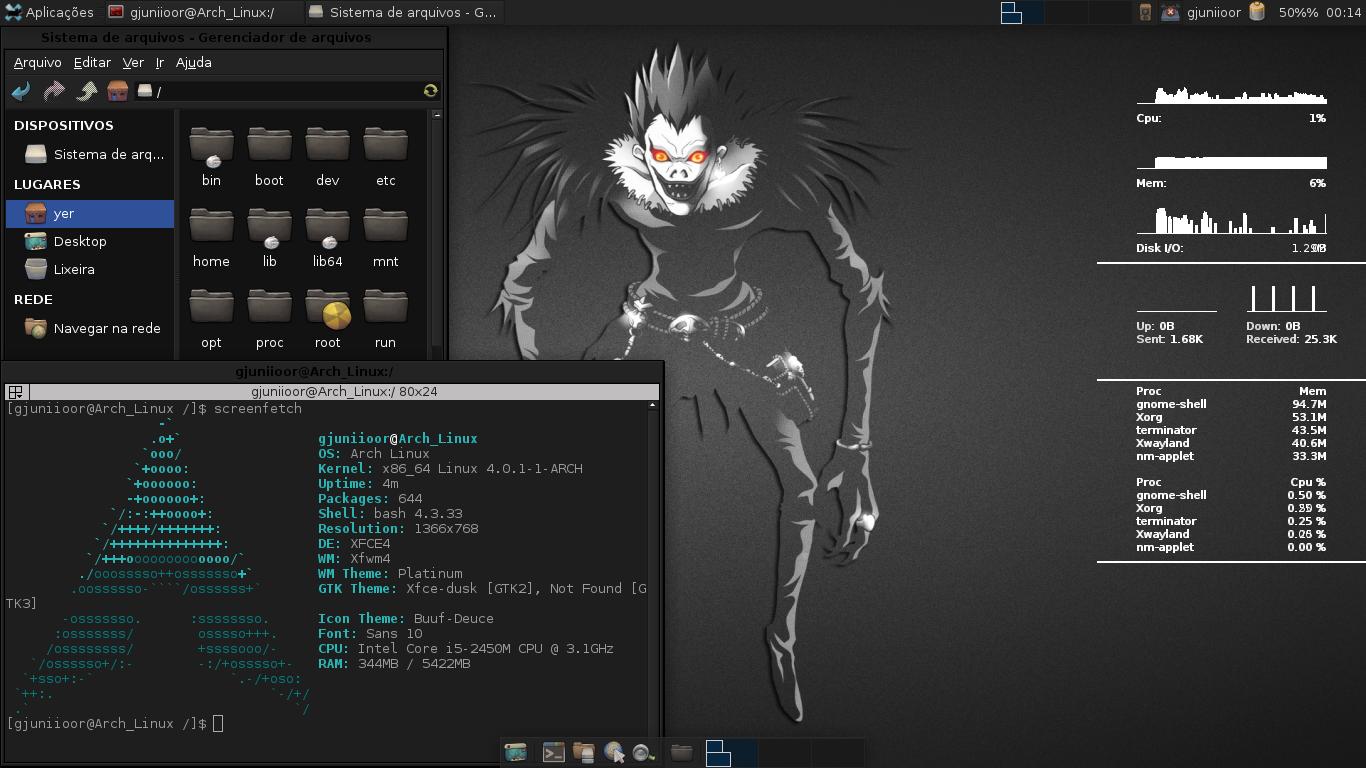 Aplicações
gjuniioor@Arch_Linux:/
Sistema de arquivos - G...
gjuniioor
50%% 00:14
Sistema de arquivos - Gerenciador de arquivos
Arquivo Editar Ver Ir Ajuda
/
DISPOSITIVOS
Sistema de arq...
LUGARES
yer
Desktop
Lixeira
REDE
Navegar na rede
bin boot dev etc
home lib lib64 mnt
opt proc root run
gjuniioor@Arch_Linux:/
gjuniioor@Arch_Linux:/ 80x24
[gjuniioor@Arch_Linux /]$ screenfetch
gjuniioor@Arch_Linux
OS: Arch Linux
Kernel: x86_64 Linux 4.0.1-1-ARCH
Uptime: 4m
Packages: 644
Shell: bash 4.3.33
Resolution: 1366x768
DE: XFCE4
WM: Xfwm4
WM Theme: Platinum
GTK Theme: Xfce-dusk [GTK2], Not Found [G
TK3]
Icon Theme: Buuf-Deuce
Font: Sans 10
CPU: Intel Core i5-2450M CPU @ 3.1GHz
RAM: 344MB / 5422MB
[gjuniioor@Arch_Linux /]$
Cpu: 1%
Mem: 6%
Disk I/O:
Up: 0B Down: 0B
Sent: 1.68K Received: 25.3K
Proc Mem
gnome-shell 94.7M
Xorg 53.1M
terminator 43.5M
Xwayland 40.6M
nm-applet 33.3M
Proc Cpu %
gnome-shell 0.50 %
Xorg
terminator 0.25 %
Xwayland
nm-applet 0.00 %